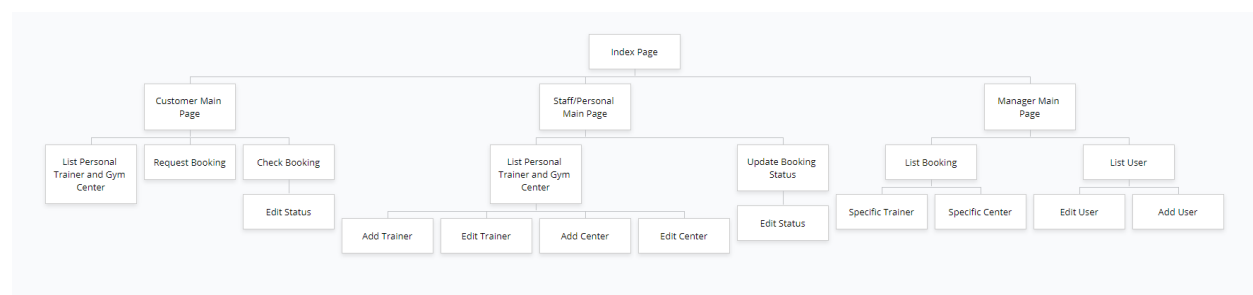 Index Page
Customer Main
Page
Staff/Personal
Main Page
Manager Main
Page
List Personal
Trainer and Gym
Center
Request Booking
Check Booking
List Personal
Trainer and Gym
Center
Update Booking
Status
List Booking
List User
Edit Status
Add Trainer
Edit Trainer
Add Center
Edit Center
Edit Status
Specific Trainer
Specific Center
Edit User
Add User